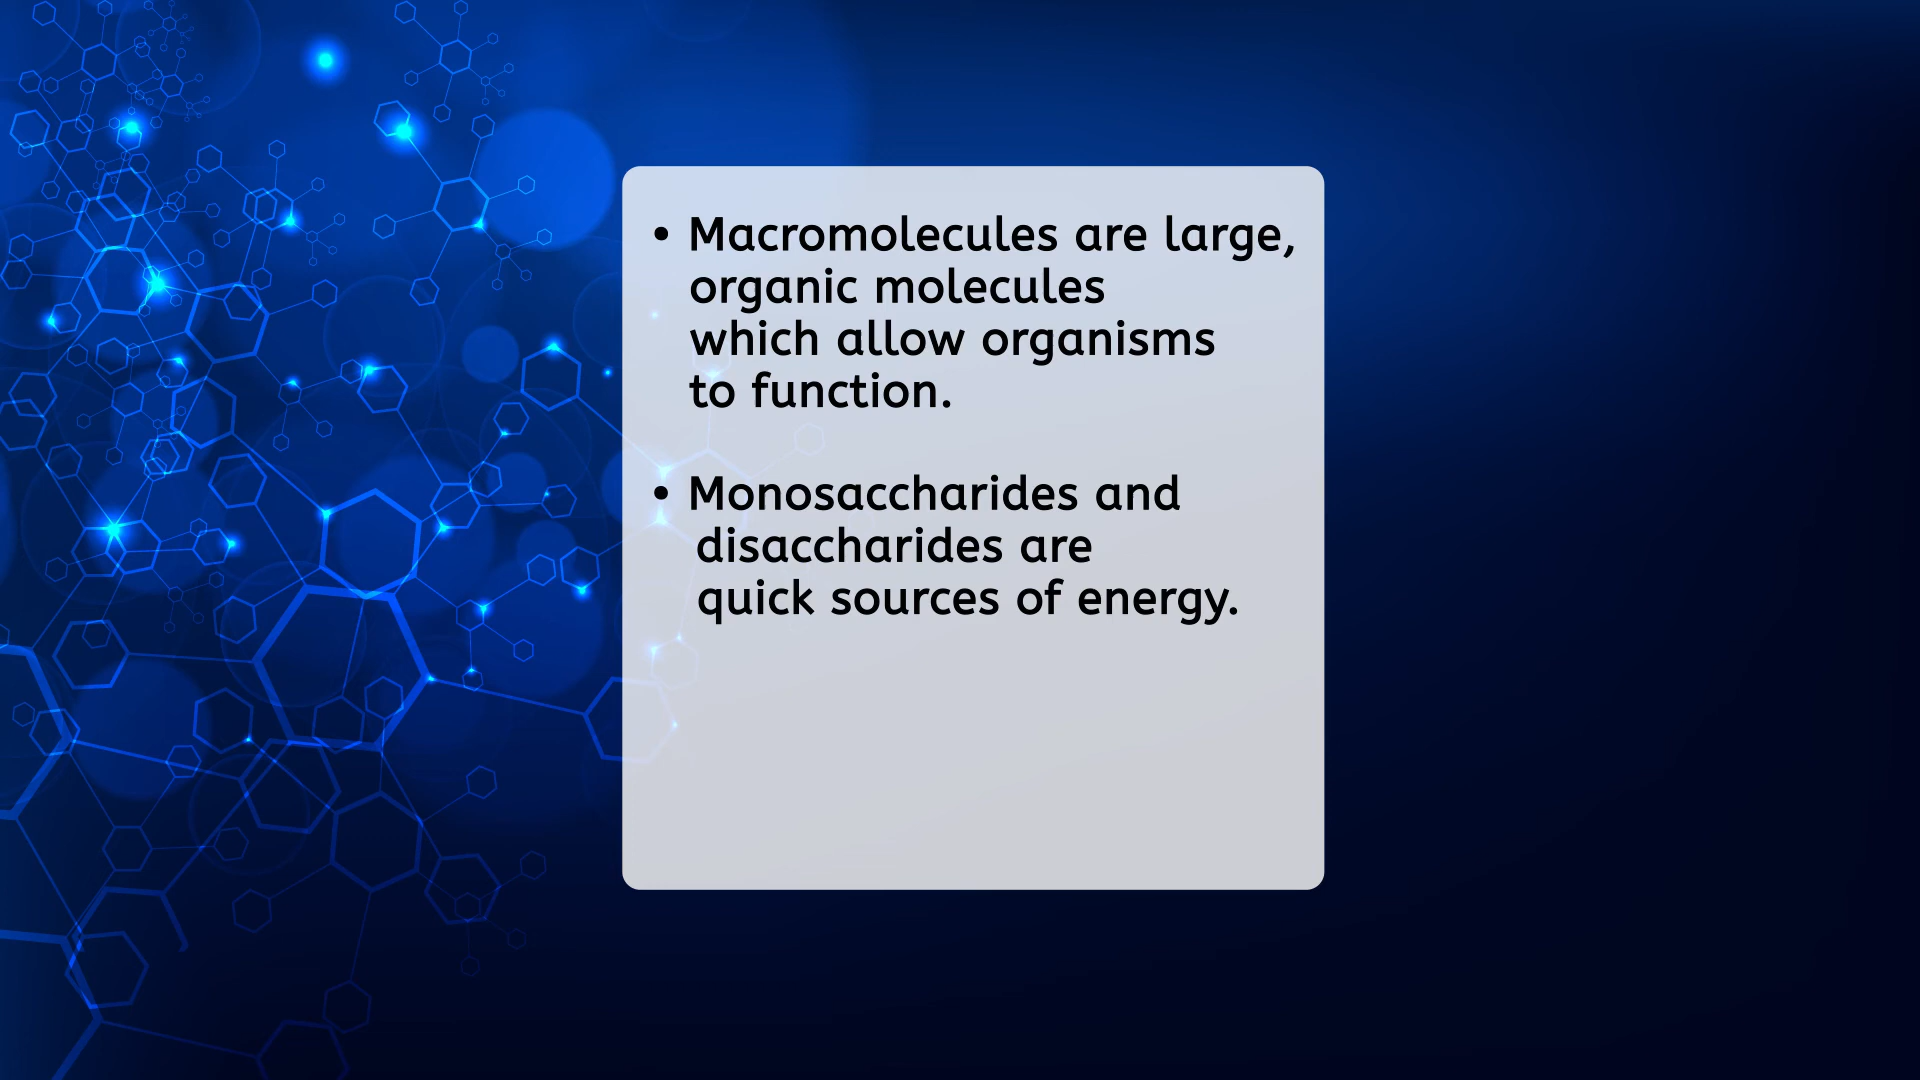 • Macromolecules are large,
organic molecules
which allow organisms
to function.
• Monosaccharides and
disaccharides are
quick sources of energy.